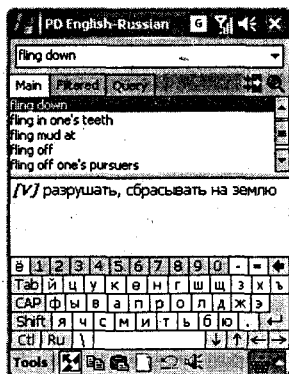 PD English-Russian G
fling down
Main Filtered Query
fling down
fling in one's teeth
fling mud at
fling off
fling off one's pursuers
[V] разрушать, сбрасывать на землю
ё 1 2 3 4 5 6 7 8 9 0 - =
Tab й ц у к е н г ш щ з х ъ
CAP ф ы в а п р о л д ж э
Shift я ч с м и т ь б ю .
Ctl Ru \
Tools